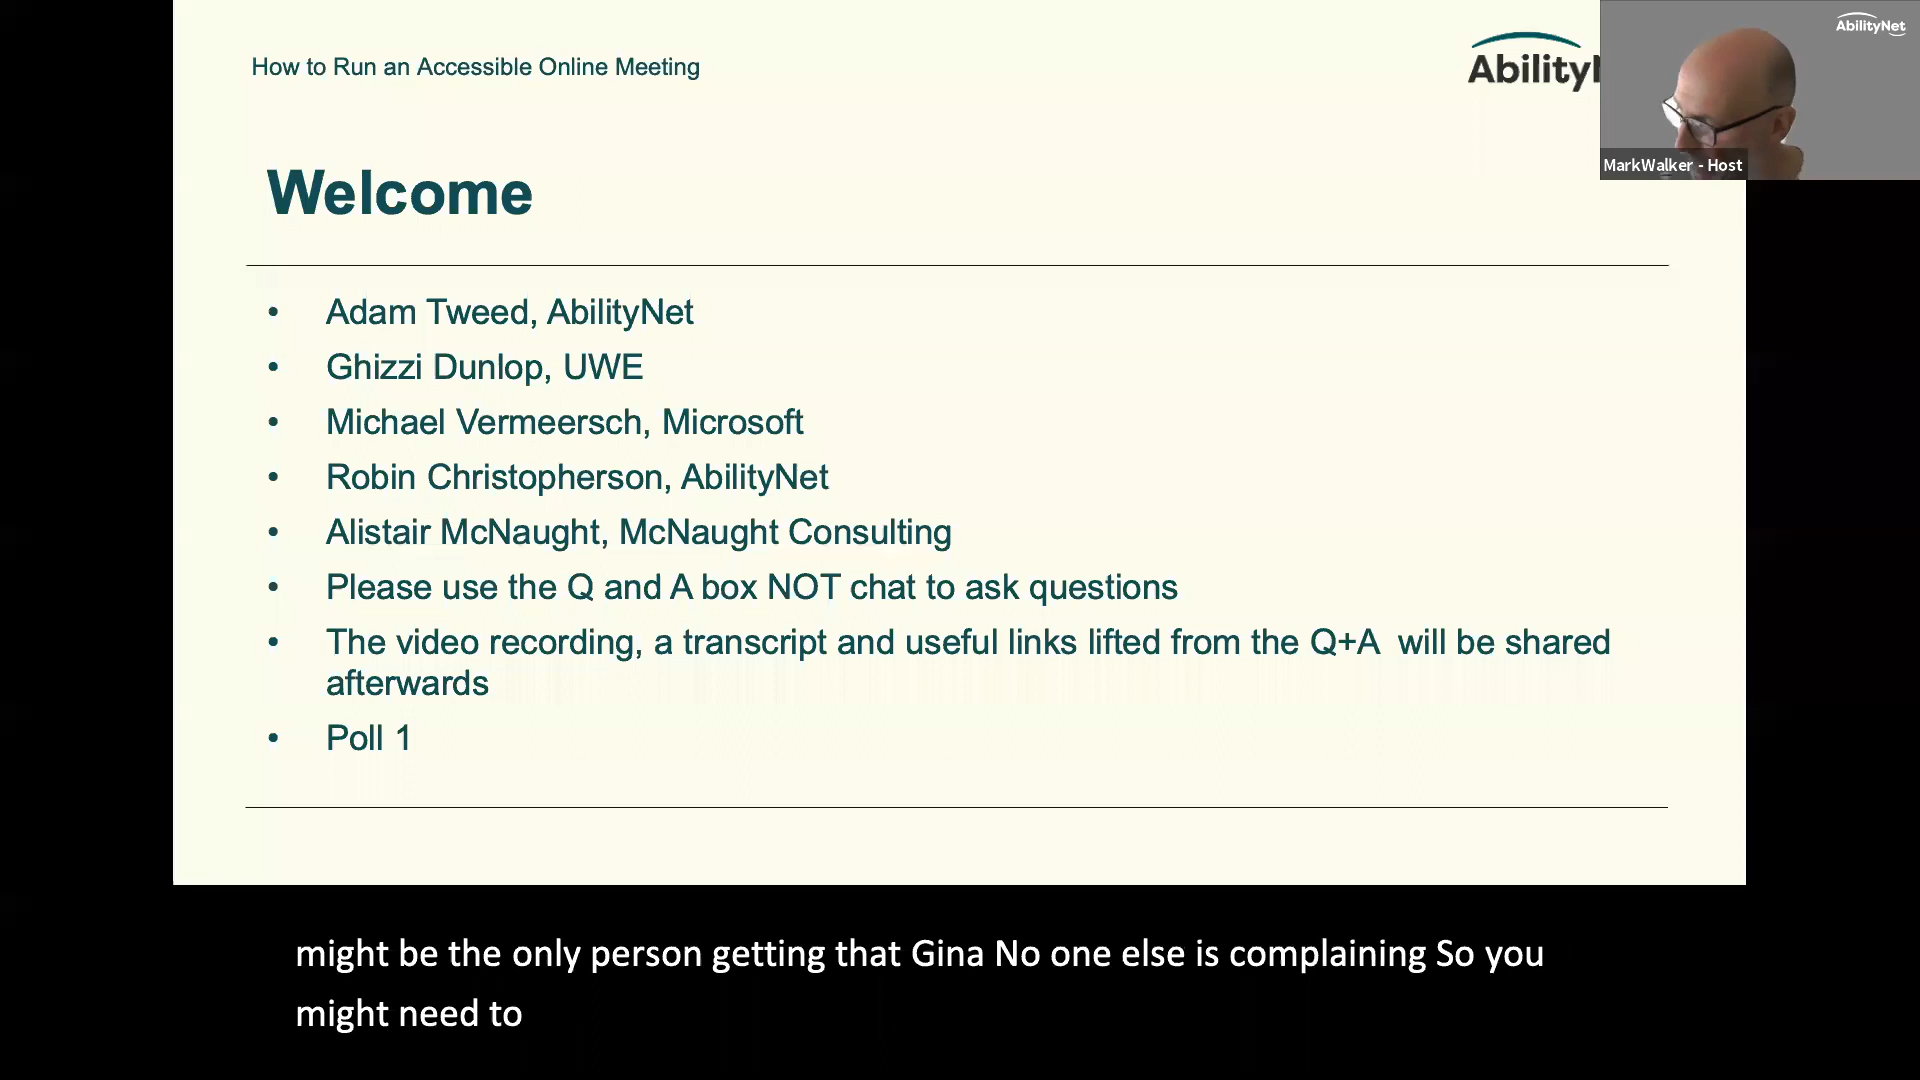 How to Run an Accessible Online Meeting
Ability
AbilityNet
MarkWalker - Host
Welcome
• Adam Tweed, AbilityNet
• Ghizzi Dunlop, UWE
• Michael Vermeersch, Microsoft
• Robin Christopherson, AbilityNet
• Alistair McNaught, McNaught Consulting
• Please use the Q and A box NOT chat to ask questions
• The video recording, a transcript and useful links lifted from the Q+A will be shared
afterwards
• Poll 1
might be the only person getting that Gina No one else is complaining So you
might need to